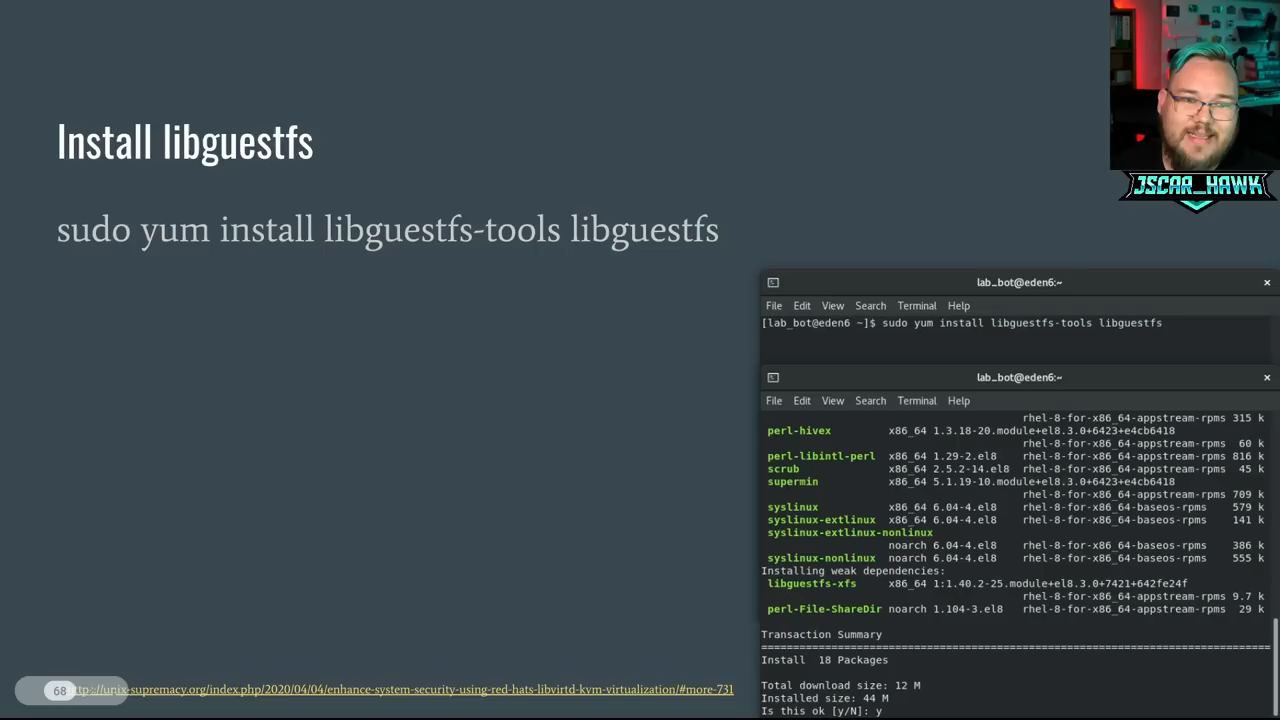 Install libguestfs
sudo yum install libguestfs-tools libguestfs
JSCAR_HAWK
lab_bot@eden6:~
File Edit View Search Terminal Help
[lab_bot@eden6 ~]$ sudo yum install libguestfs-tools libguestfs
lab_bot@eden6:~
File Edit View Search Terminal Help
rhel-8-for-x86_64-appstream-rpms 315 k
perl-hivex x86_64 1.3.18-20.module+el8.3.0+6423+e4cb6418
rhel-8-for-x86_64-appstream-rpms 60 k
perl-libintl-perl x86_64 1.29-2.el8 rhel-8-for-x86_64-appstream-rpms 816 k
scrub x86_64 2.5.2-14.el8 rhel-8-for-x86_64-appstream-rpms 45 k
supermin x86_64 5.1.19-10.module+el8.3.0+6423+e4cb6418
rhel-8-for-x86_64-appstream-rpms 709 k
syslinux x86_64 6.04-4.el8 rhel-8-for-x86_64-baseos-rpms 579 k
syslinux-extlinux x86_64 6.04-4.el8 rhel-8-for-x86_64-baseos-rpms 141 k
syslinux-extlinux-nonlinux
noarch 6.04-4.el8 rhel-8-for-x86_64-baseos-rpms 386 k
syslinux-nonlinux noarch 6.04-4.el8 rhel-8-for-x86_64-baseos-rpms 555 k
Installing weak dependencies:
libguestfs-xfs x86_64 1:1.40.2-25.module+el8.3.0+7421+642fe24f
rhel-8-for-x86_64-appstream-rpms 9.7 k
perl-File-ShareDir noarch 1.104-3.el8 rhel-8-for-x86_64-appstream-rpms 29 k
Transaction Summary
Install 18 Packages
Total download size: 12 M
Installed size: 44 M
Is this ok [y/N]: y
68 ttp://unix-supremacy.org/index.php/2020/04/04/enhance-system-security-using-red-hats-libvirtd-kvm-virtualization/#more-731